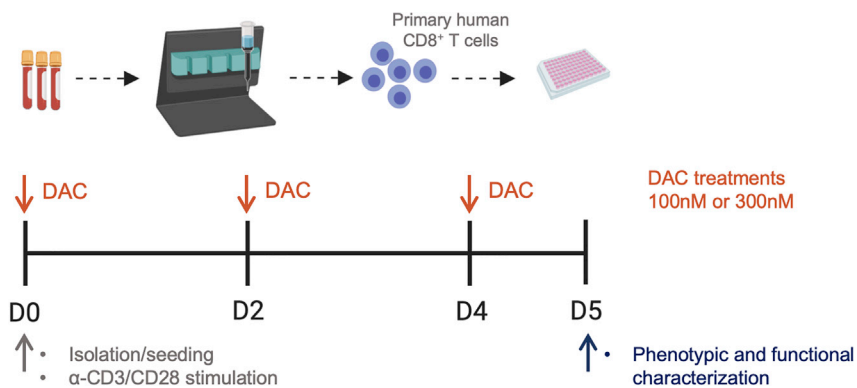 Primary human
CD8⁺ T cells
DAC
DAC
DAC
DAC treatments
100nM or 300nM
D0
D2
D4
D5
• Isolation/seeding
• α-CD3/CD28 stimulation
• Phenotypic and functional
characterization